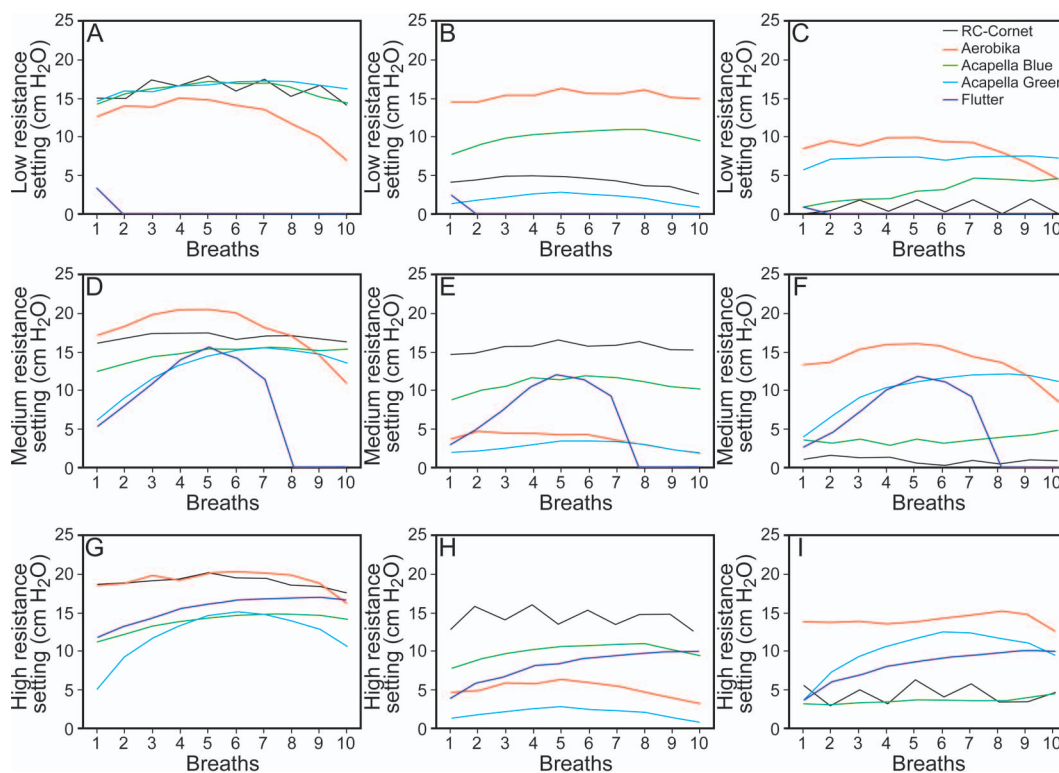 A
Low resistance
setting (cm H₂O)
25
20
15
10
5
0
1 2 3 4 5 6 7 8 9 10
Breaths
B
Low resistance
setting (cm H₂O)
25
20
15
10
5
0
1 2 3 4 5 6 7 8 9 10
Breaths
C
Low resistance
setting (cm H₂O)
25
20
15
10
5
0
1 2 3 4 5 6 7 8 9 10
Breaths
RC-Cornet
Aerobika
Acapella Blue
Acapella Green
Flutter
D
Medium resistance
setting (cm H₂O)
25
20
15
10
5
0
1 2 3 4 5 6 7 8 9 10
Breaths
E
Medium resistance
setting (cm H₂O)
25
20
15
10
5
0
1 2 3 4 5 6 7 8 9 10
Breaths
F
Medium resistance
setting (cm H₂O)
25
20
15
10
5
0
1 2 3 4 5 6 7 8 9 10
Breaths
G
High resistance
setting (cm H₂O)
25
20
15
10
5
0
1 2 3 4 5 6 7 8 9 10
Breaths
H
High resistance
setting (cm H₂O)
25
20
15
10
5
0
1 2 3 4 5 6 7 8 9 10
Breaths
I
High resistance
setting (cm H₂O)
25
20
15
10
5
0
1 2 3 4 5 6 7 8 9 10
Breaths